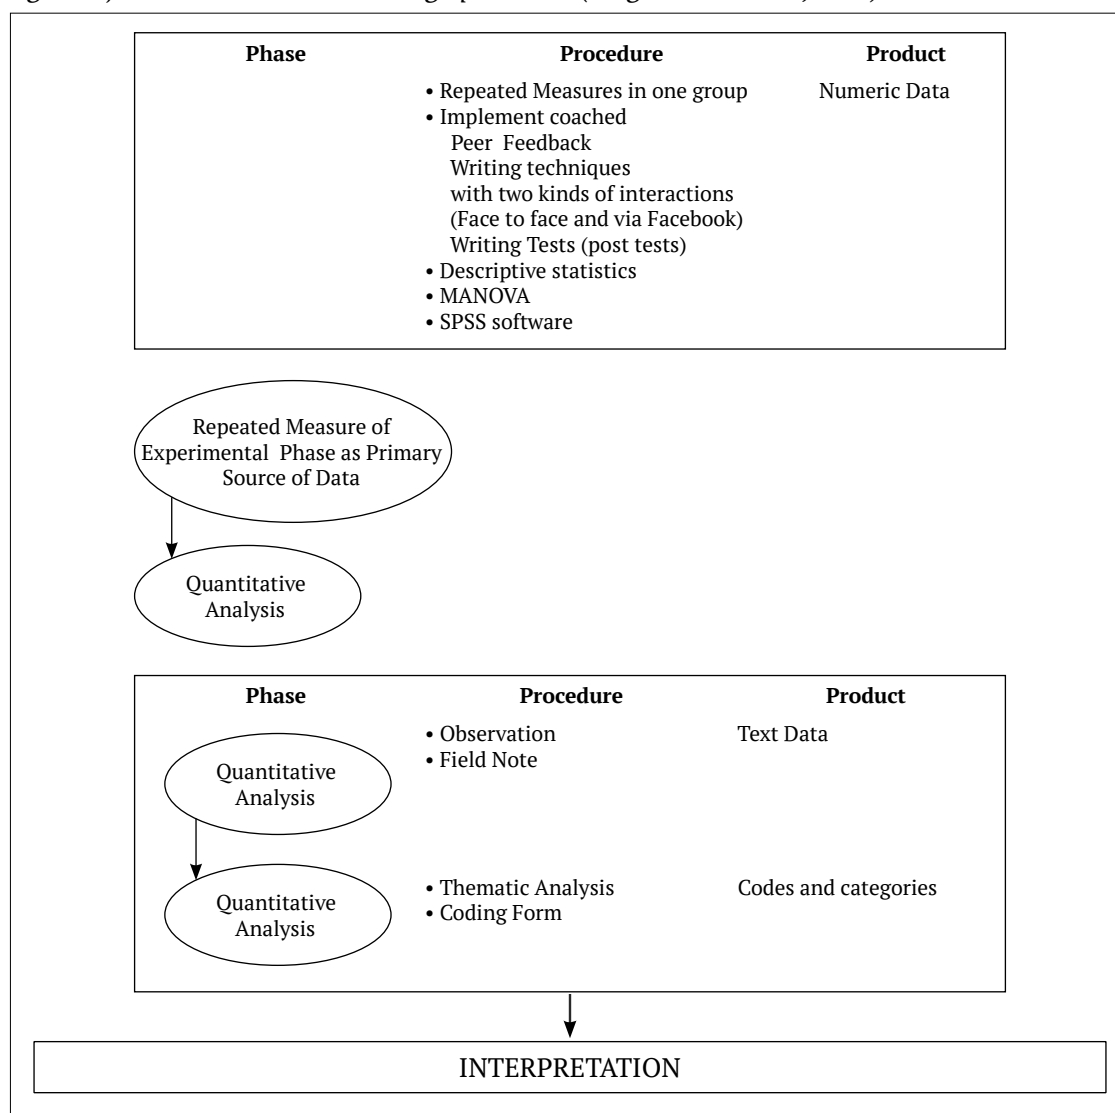 Phase Procedure Product
• Repeated Measures in one group Numeric Data
• Implement coached
Peer Feedback
Writing techniques
with two kinds of interactions
(Face to face and via Facebook)
Writing Tests (post tests)
• Descriptive statistics
• MANOVA
• SPSS software
Repeated Measure of
Experimental Phase as Primary
Source of Data
Quantitative
Analysis
Phase Procedure Product
• Observation Text Data
• Field Note
Quantitative
Analysis
• Thematic Analysis Codes and categories
• Coding Form
Quantitative
Analysis
INTERPRETATION